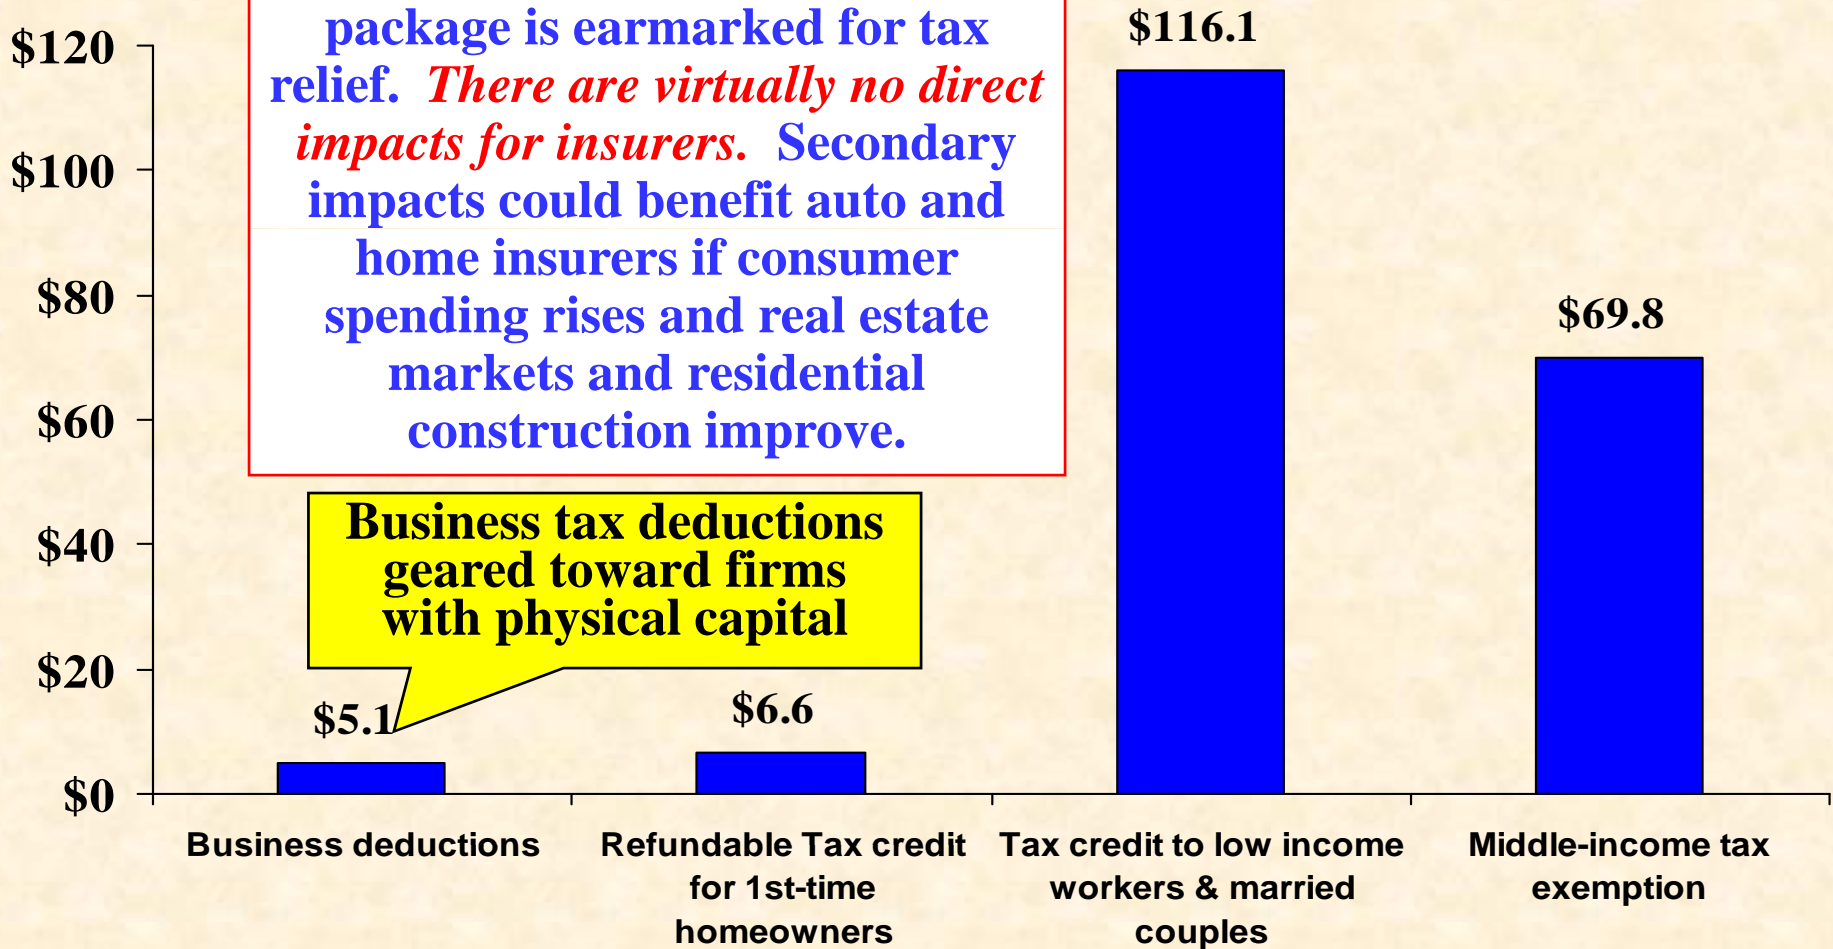 package is earmarked for tax
relief. There are virtually no direct
impacts for insurers. Secondary
impacts could benefit auto and
home insurers if consumer
spending rises and real estate
markets and residential
construction improve.
Business tax deductions
geared toward firms
with physical capital
$120
$100
$80
$60
$40
$20
$0
$5.1
$6.6
$116.1
$69.8
Business deductions
Refundable Tax credit
for 1st-time
homeowners
Tax credit to low income
workers & married
couples
Middle-income tax
exemption